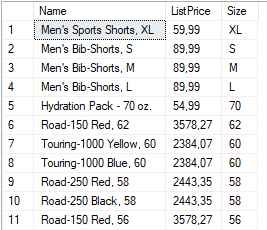 Name ListPrice Size
1 Men's Sports Shorts, XL 59,99 XL
2 Men's Bib-Shorts, S 89,99 S
3 Men's Bib-Shorts, M 89,99 M
4 Men's Bib-Shorts, L 89,99 L
5 Hydration Pack - 70 oz. 54,99 70
6 Road-150 Red, 62 3578,27 62
7 Touring-1000 Yellow, 60 2384,07 60
8 Touring-1000 Blue, 60 2384,07 60
9 Road-250 Red, 58 2443,35 58
10 Road-250 Black, 58 2443,35 58
11 Road-150 Red, 56 3578,27 56